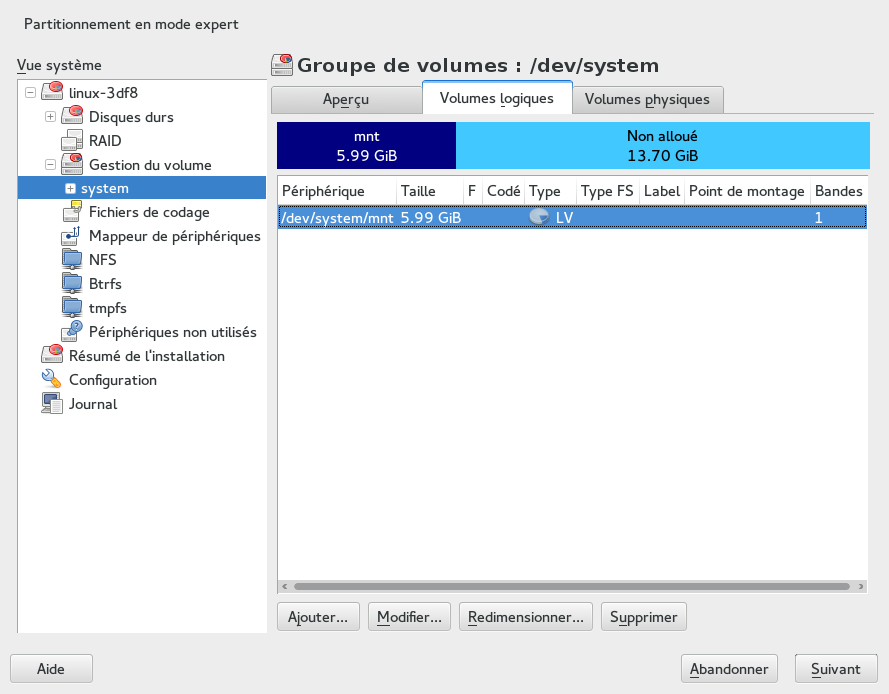 Partitionnement en mode expert
Vue système
linux-3df8
Disques durs
RAID
Gestion du volume
system
Fichiers de codage
Mappeur de périphériques
NFS
Btrfs
tmpfs
Périphériques non utilisés
Résumé de l'installation
Configuration
Journal
Groupe de volumes : /dev/system
Aperçu Volumes logiques Volumes physiques
mnt Non alloué
5.99 GiB 13.70 GiB
Périphérique Taille F Codé Type Type FS Label Point de montage Bandes
/dev/system/mnt 5.99 GiB LV 1
Ajouter... Modifier... Redimensionner... Supprimer
Aide Abandonner Suivant